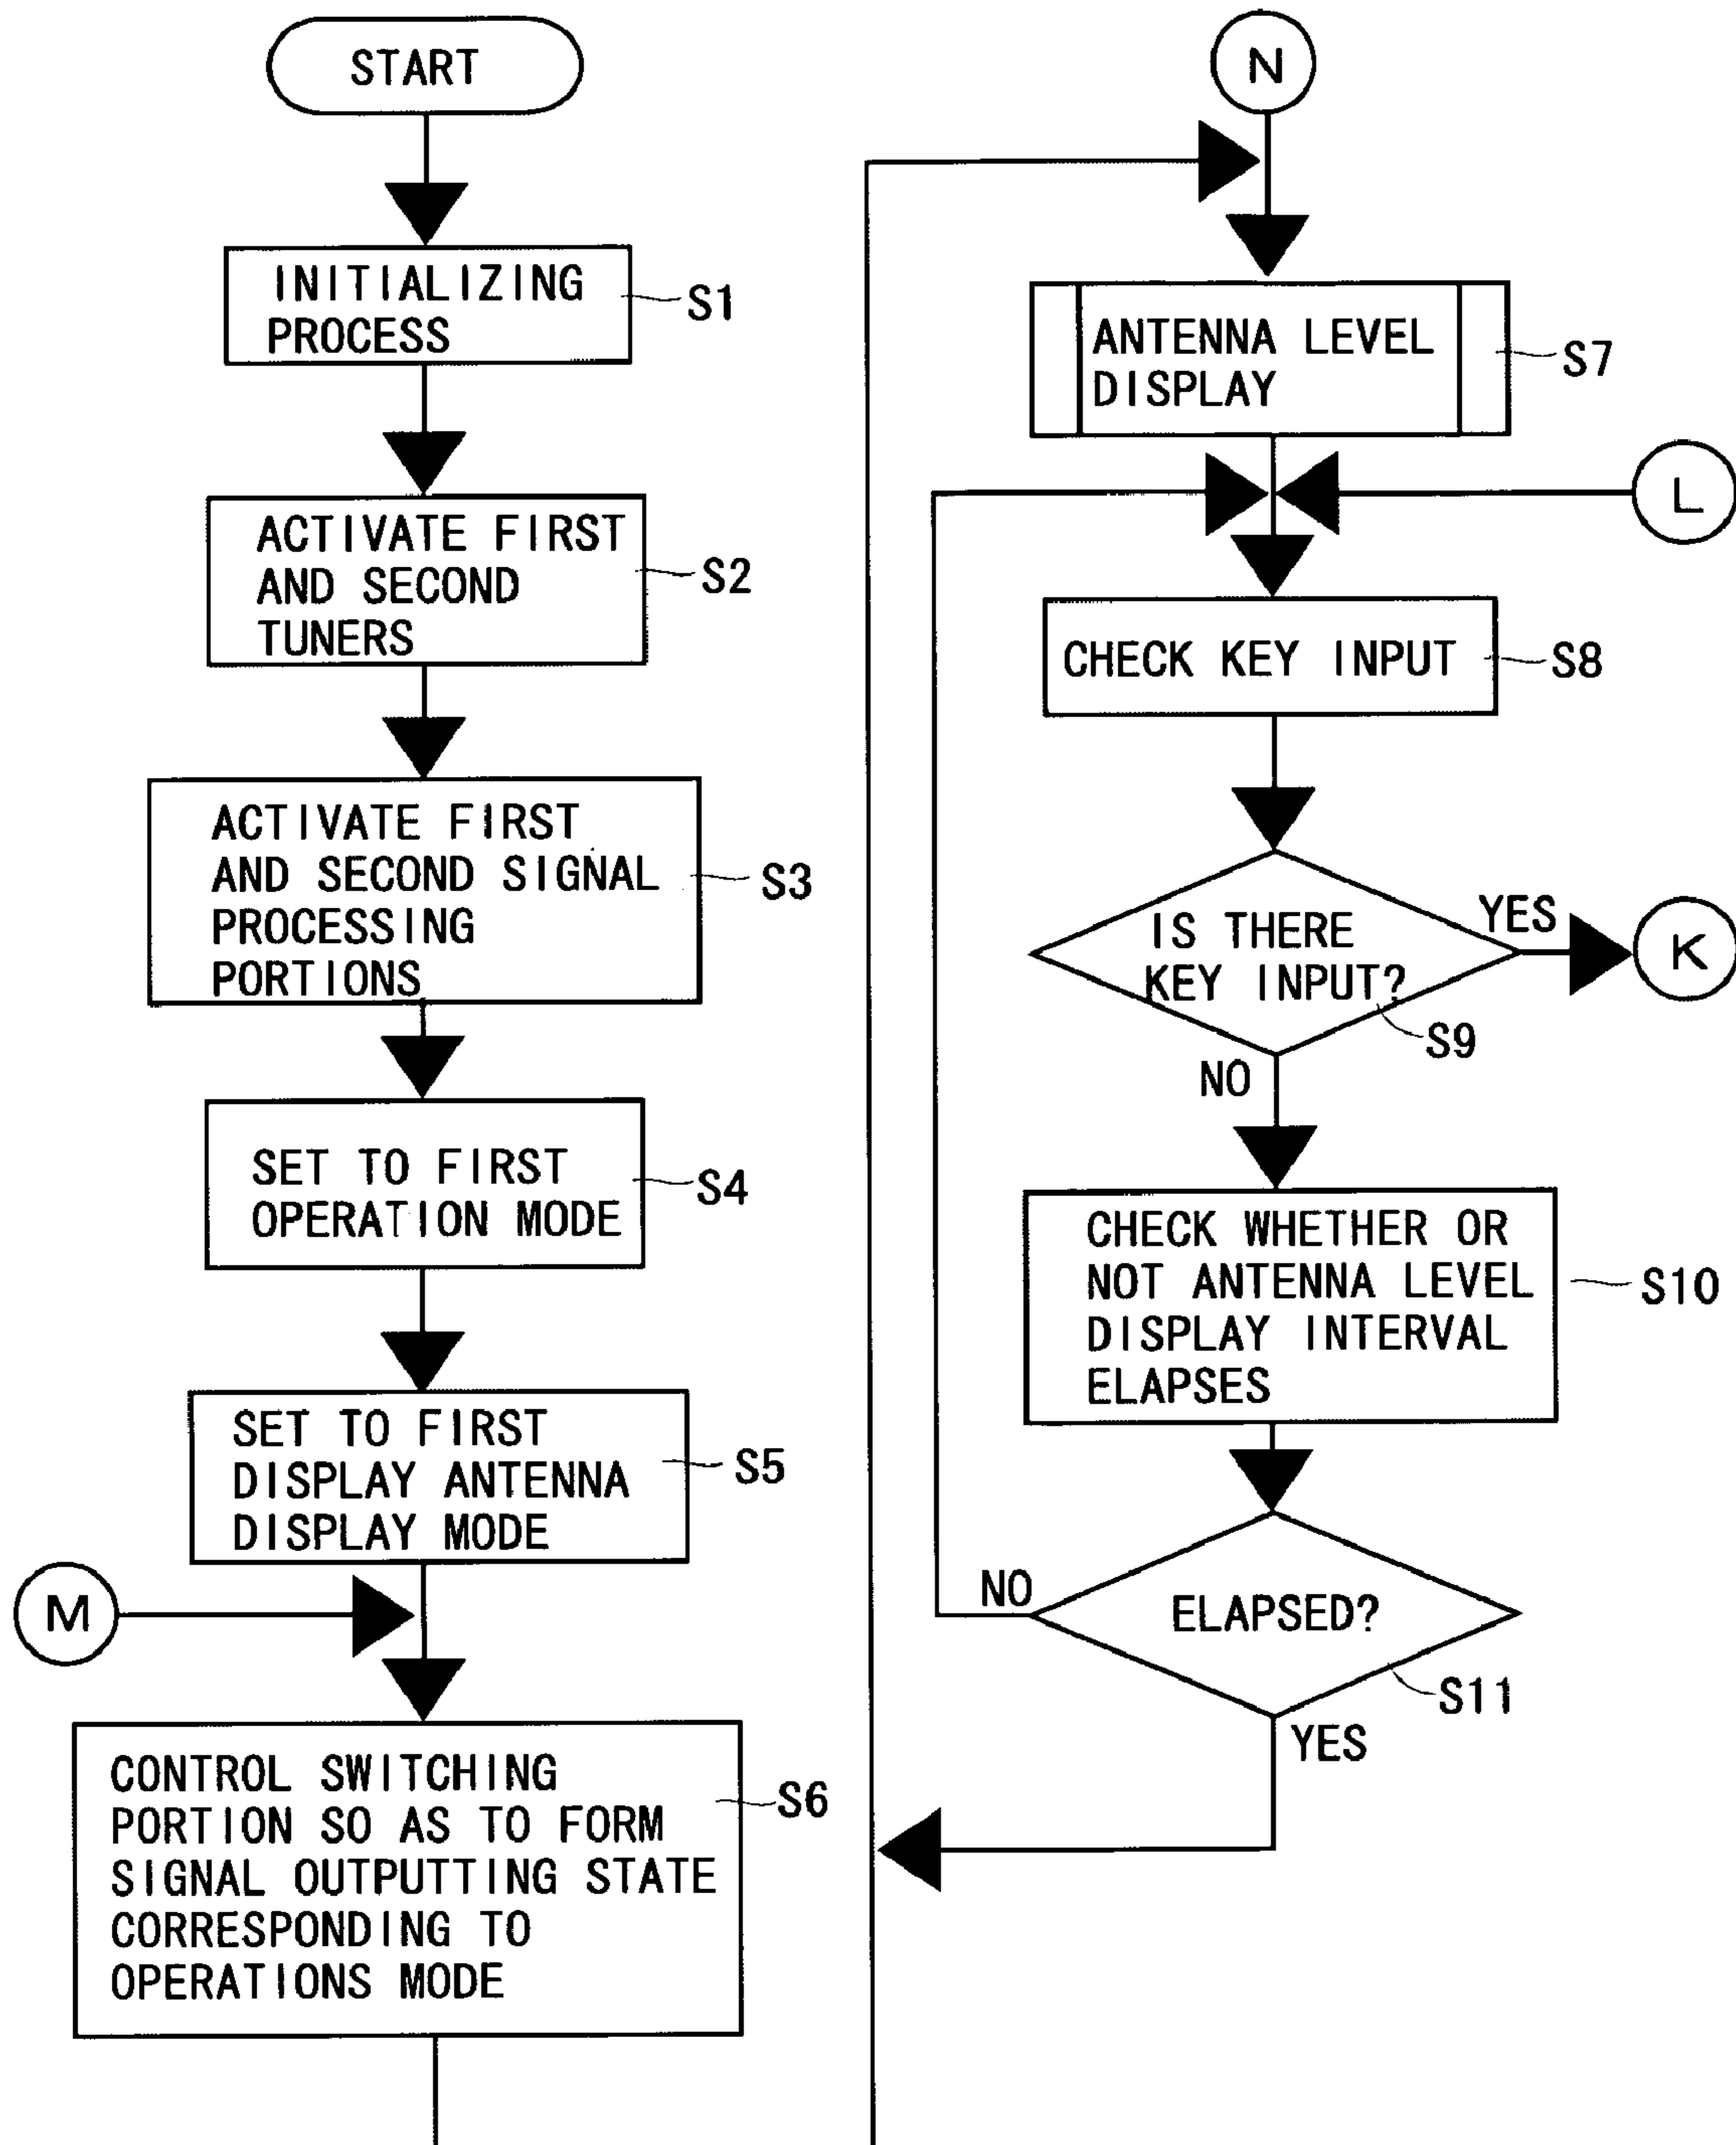 START
INITIALIZING
PROCESS
S1
ACTIVATE FIRST
AND SECOND
TUNERS
S2
ACTIVATE FIRST
AND SECOND SIGNAL
PROCESSING
PORTIONS
S3
SET TO FIRST
OPERATION MODE
S4
SET TO FIRST
DISPLAY ANTENNA
DISPLAY MODE
S5
M
CONTROL SWITCHING
PORTION SO AS TO FORM
SIGNAL OUTPUTTING STATE
CORRESPONDING TO
OPERATIONS MODE
S6
N
ANTENNA LEVEL
DISPLAY
S7
L
CHECK KEY INPUT
S8
IS THERE
KEY INPUT?
YES
K
S9
NO
CHECK WHETHER OR
NOT ANTENNA LEVEL
DISPLAY INTERVAL
ELAPSES
S10
NO
ELAPSED?
S11
YES